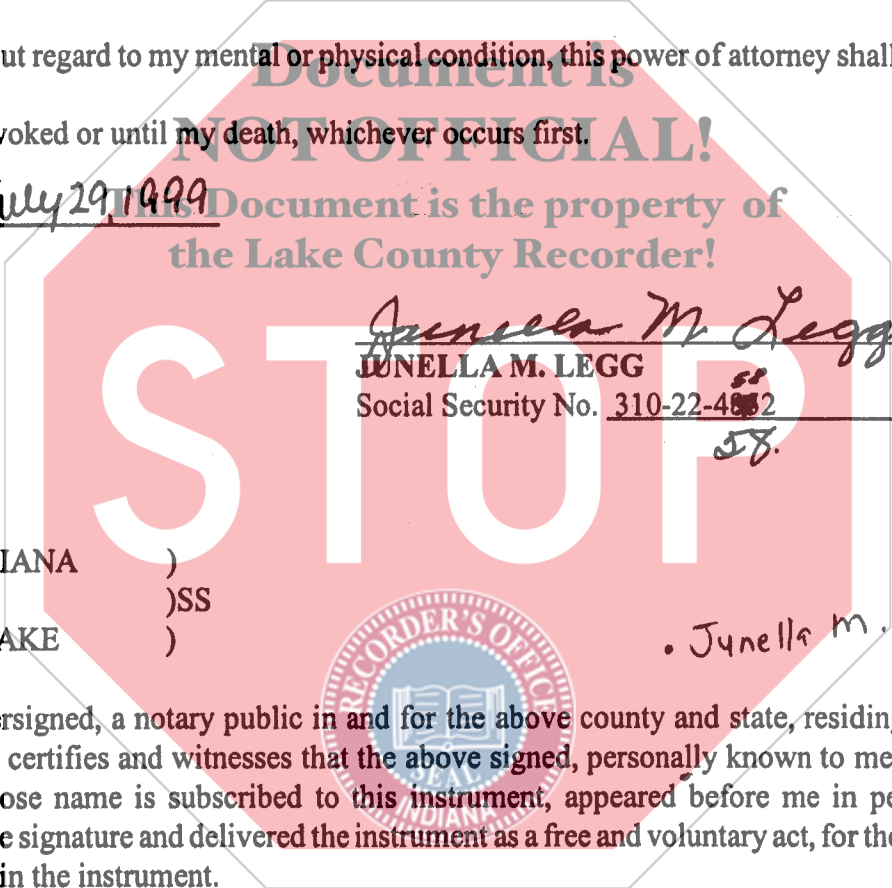 ut regard to my mental or physical condition, this power of attorney shall
Document is
voked or until my death, whichever occurs first.
NOT OFFICIAL!
July 29, 1999
This Document is the property of
the Lake County Recorder!
Junella M. Legg
JUNELLA M. LEGG
Social Security No.
58
58.
STOP
IANA )
)SS
AKE )
Junella M.
RECORDER'S OFFICE
SEAL
INDIANA
rsigned, a notary public in and for the above county and state, residin
certifies and witnesses that the above signed, personally known to me
ose name is subscribed to this instrument, appeared before me in pe
e signature and delivered the instrument as a free and voluntary act, for the
in the instrument.